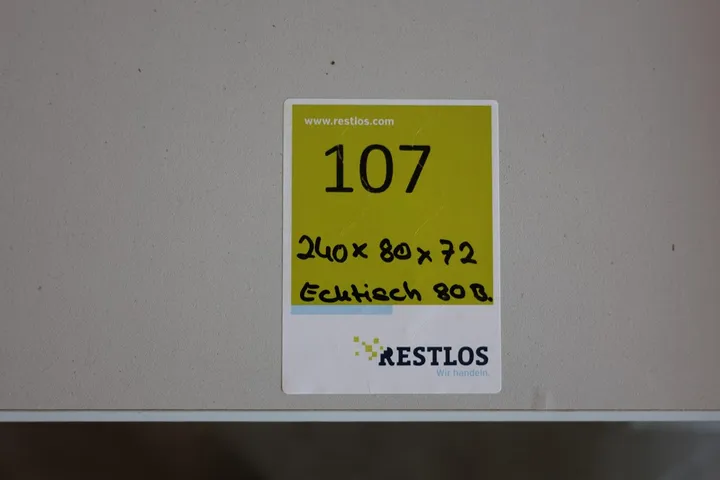 www.restlos.com
107
240 x 80 x 72
Ecktisch 80 B.
RESTLOS
Wir handeln.